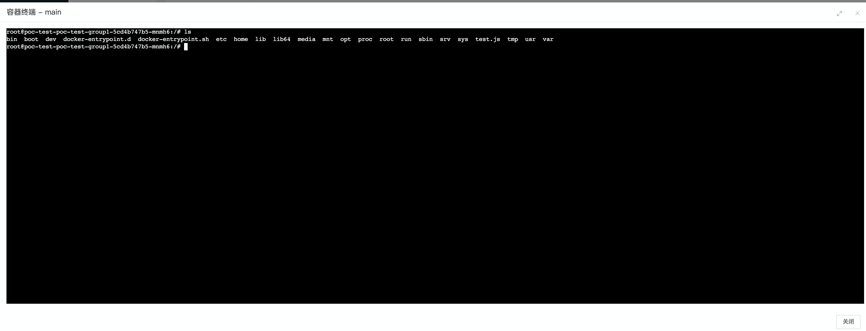 容器终端 – main
root@poc-test-poc-test-group1-5cd4b747b5-mnmh6:/# ls
bin boot dev docker-entrypoint.d docker-entrypoint.sh etc home lib lib64 media mnt opt proc root run sbin srv sys test.js tmp usr var
root@poc-test-poc-test-group1-5cd4b747b5-mnmh6:/#
关闭